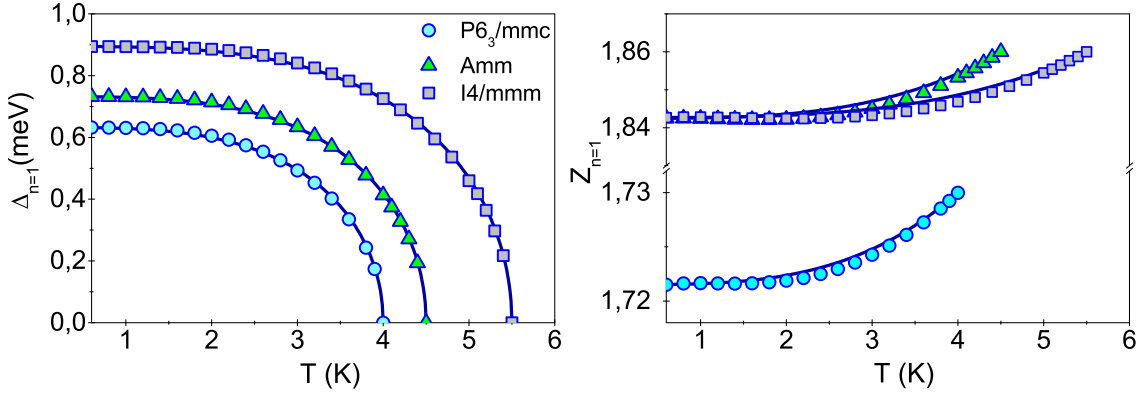 1,0
0,8
0,6
0,4
0,2
0,0
Δn=1(meV)
P63/mmc
Amm
I4/mmm
1 2 3 4 5 6
T (K)
1,86
1,84
1,73
1,72
Zn=1
1 2 3 4 5 6
T (K)